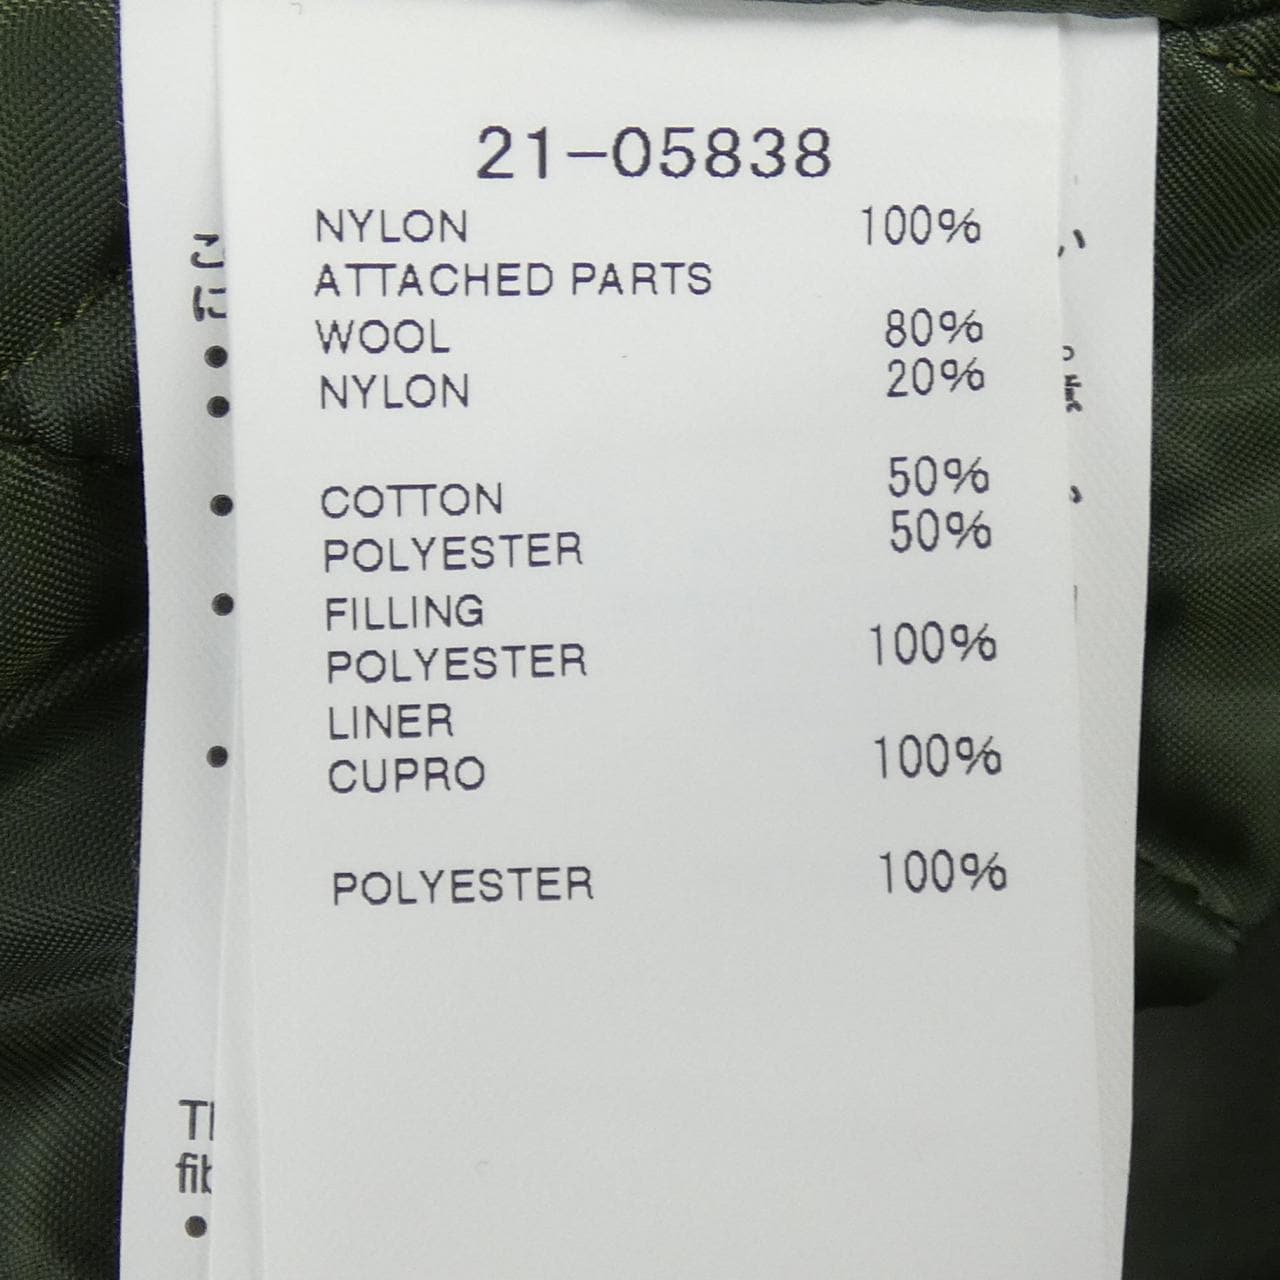 21-05838
NYLON 100%
ATTACHED PARTS
WOOL 80%
NYLON 20%
COTTON 50%
POLYESTER 50%
FILLING
POLYESTER 100%
LINER
CUPRO 100%
POLYESTER 100%